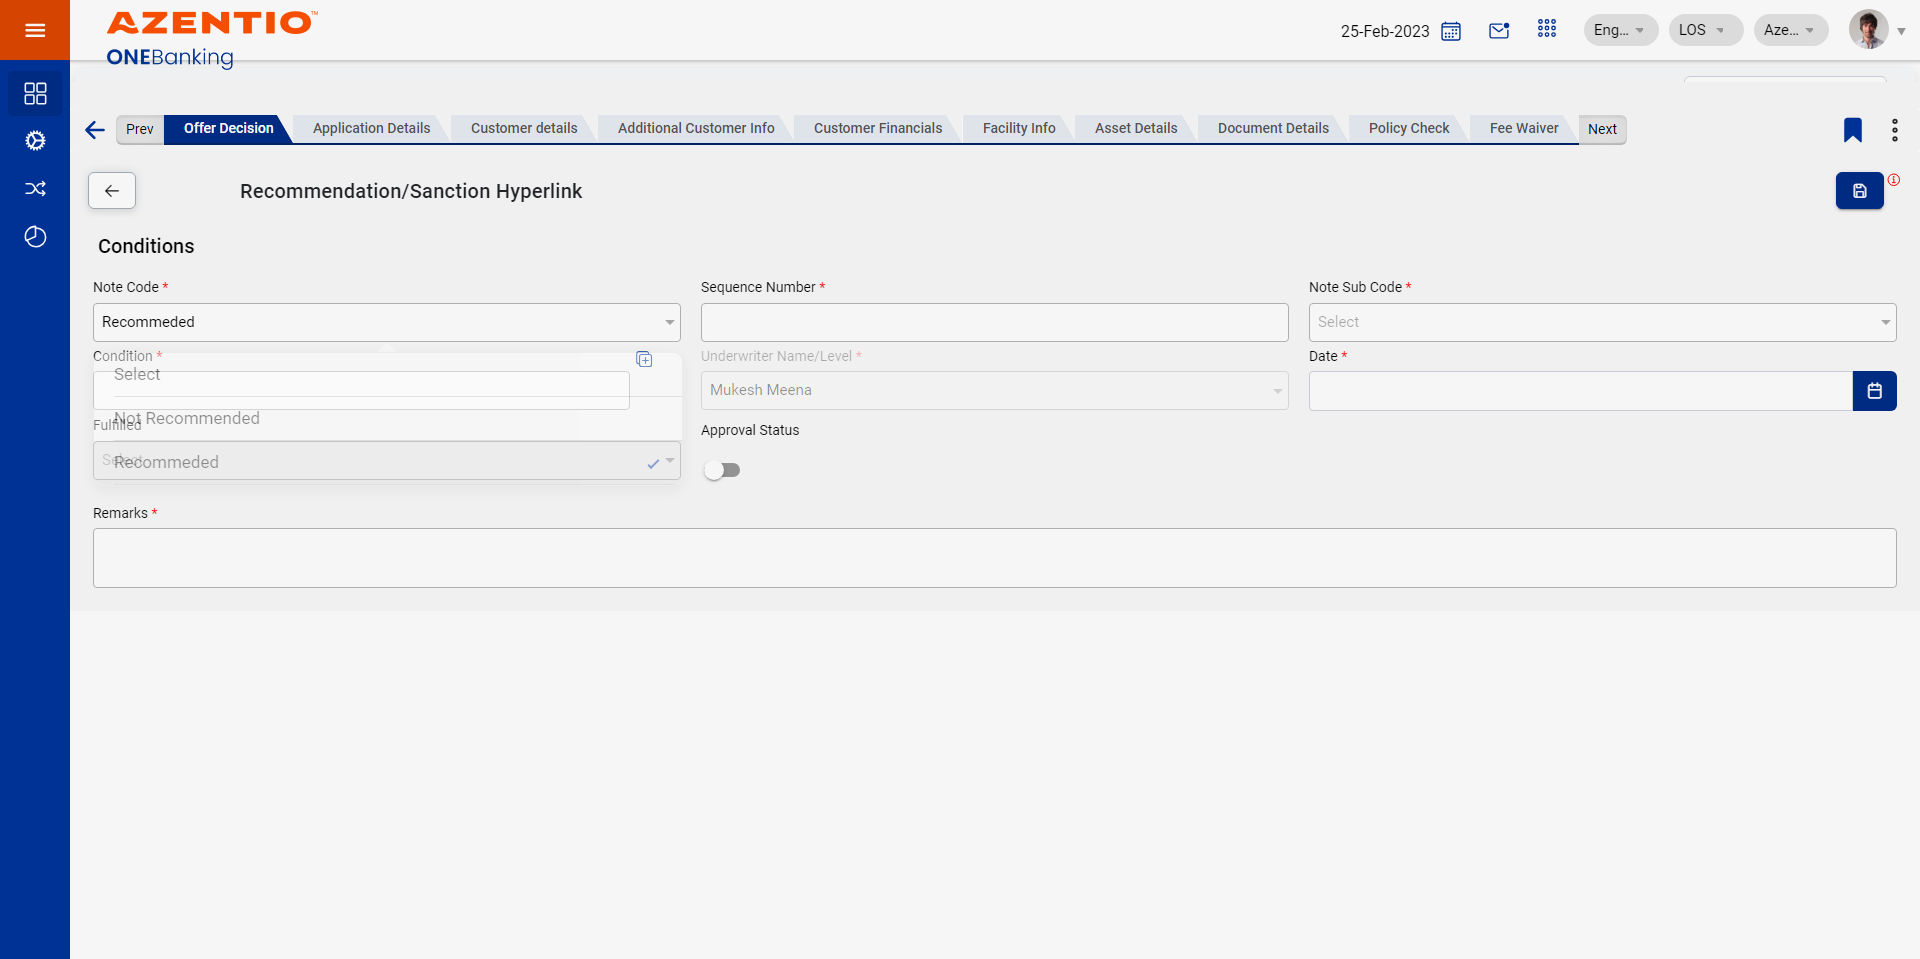 AZENTIO™
ONEBanking
25-Feb-2023
Eng...
LOS
Aze...
Prev
Offer Decision
Application Details
Customer details
Additional Customer Info
Customer Financials
Facility Info
Asset Details
Document Details
Policy Check
Fee Waiver
Next
Recommendation/Sanction Hyperlink
Conditions
Note Code *
Sequence Number *
Note Sub Code *
Recommeded
Select
Condition *
Underwriter Name/Level *
Date *
Select
Mukesh Meena
Not Recommended
Fulfilled
Approval Status
Select
Recommeded
Remarks *